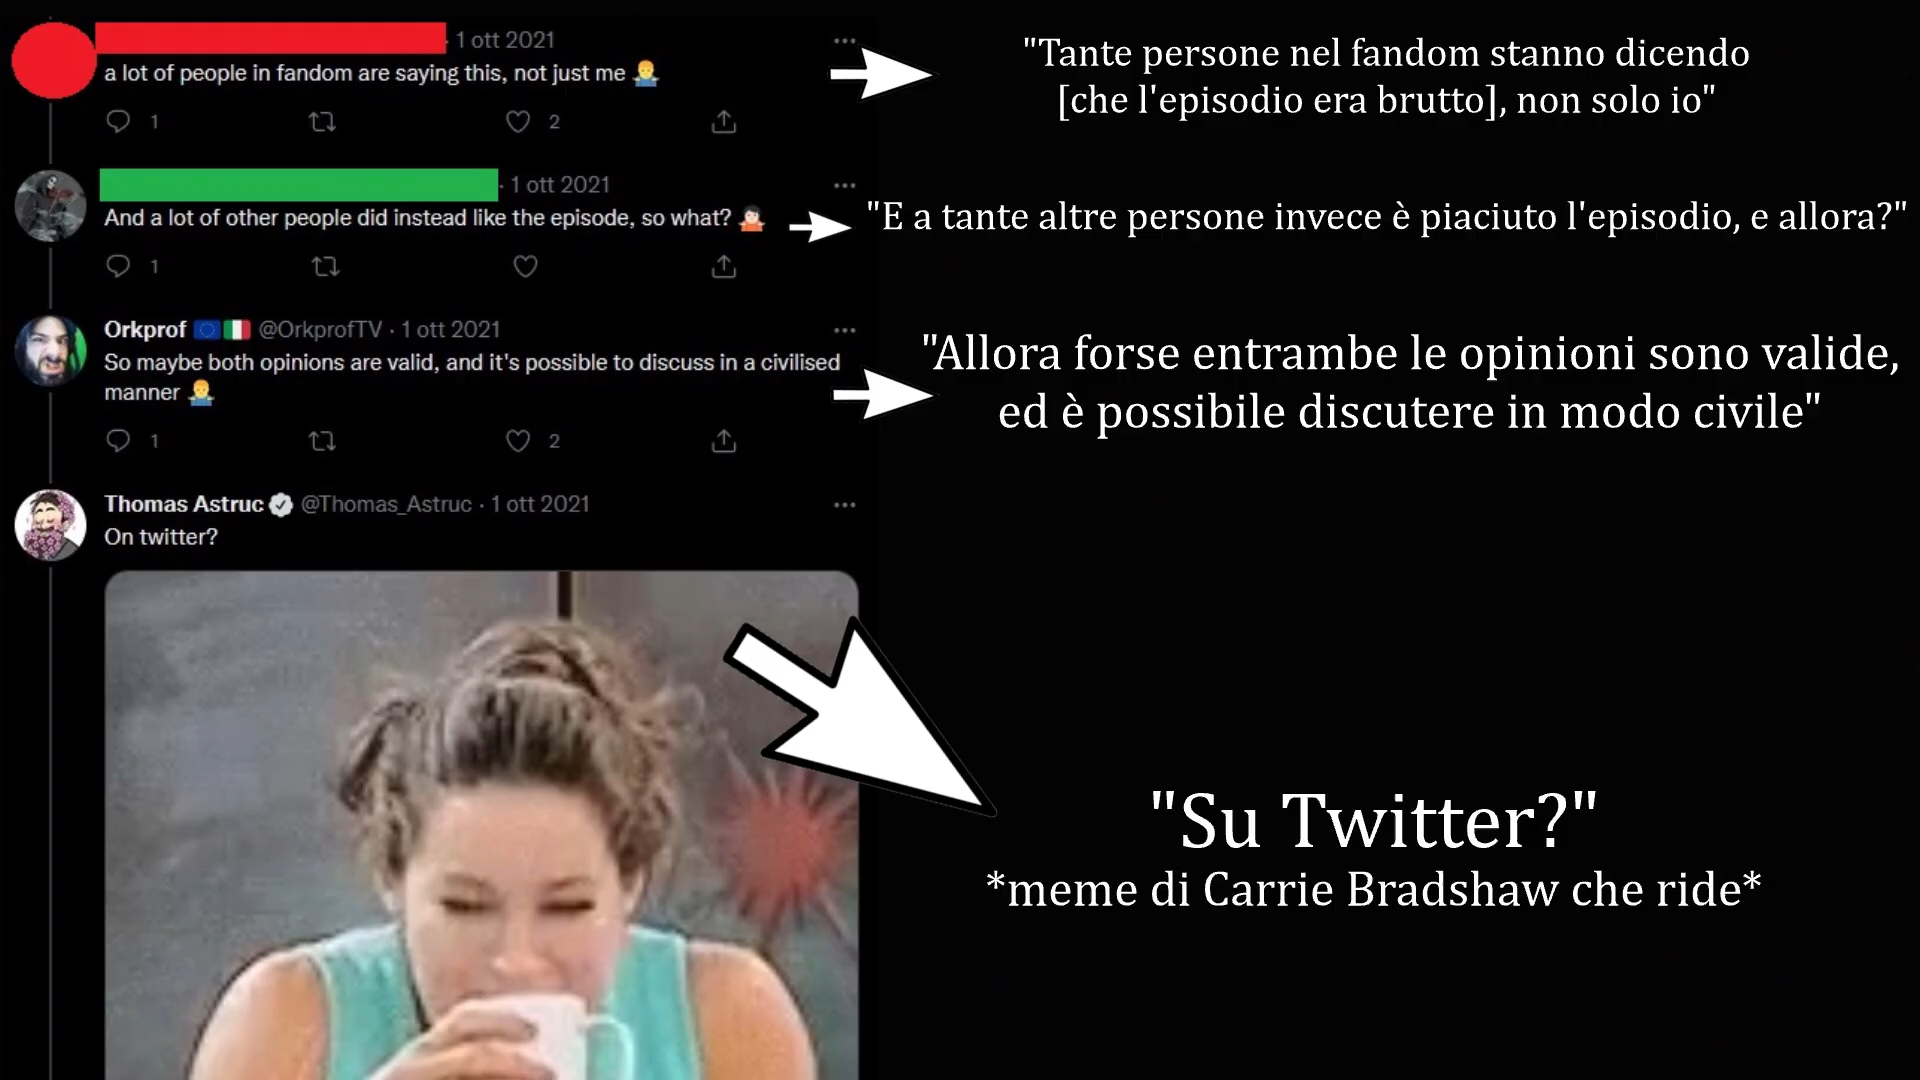 1 ott 2021
a lot of people in fandom are saying this, not just me 🤷‍♂️
1 2
"Tante persone nel fandom stanno dicendo
[che l'episodio era brutto], non solo io"
· 1 ott 2021
And a lot of other people did instead like the episode, so what? 🤷🏻
1
"E a tante altre persone invece è piaciuto l'episodio, e allora?"
Orkprof 🇪🇺🇮🇹 @OrkprofTV · 1 ott 2021
So maybe both opinions are valid, and it's possible to discuss in a civilised
manner 🤷‍♂️
1 2
"Allora forse entrambe le opinioni sono valide,
ed è possibile discutere in modo civile"
Thomas Astruc @Thomas_Astruc · 1 ott 2021
On twitter?
"Su Twitter?"
*meme di Carrie Bradshaw che ride*